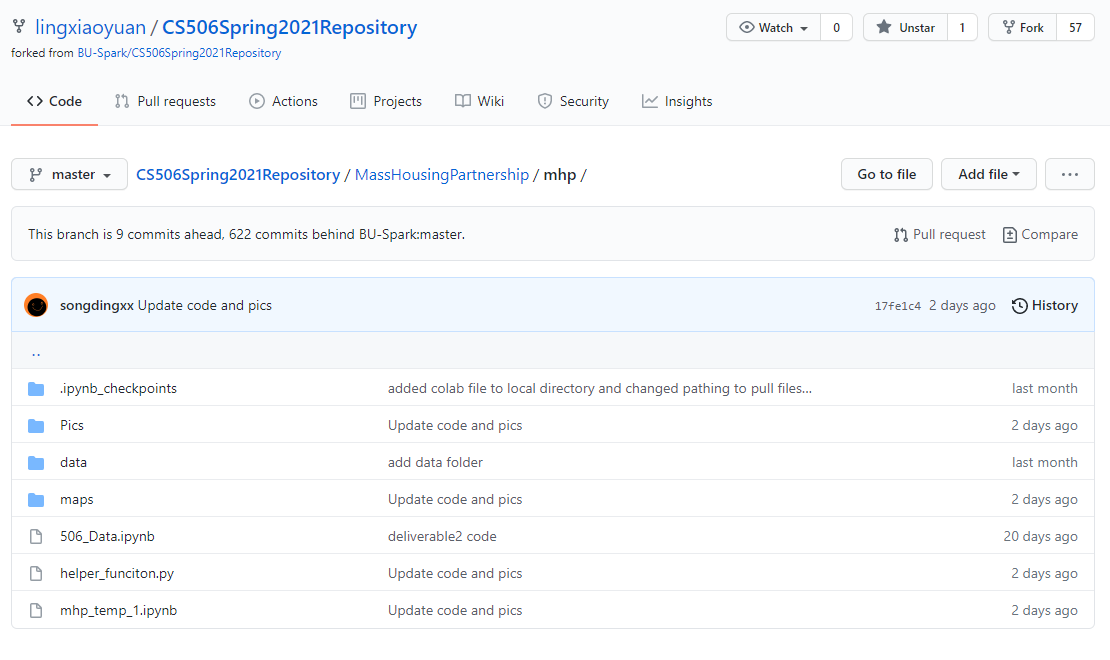 lingxiaoyuan / CS506Spring2021Repository
Watch 0 Unstar 1 Fork 57
forked from BU-Spark/CS506Spring2021Repository
Code Pull requests Actions Projects Wiki Security Insights
master CS506Spring2021Repository / MassHousingPartnership / mhp / Go to file Add file ...
This branch is 9 commits ahead, 622 commits behind BU-Spark:master. Pull request Compare
songdingxx Update code and pics 17fe1c4 2 days ago History
..
.ipynb_checkpoints added colab file to local directory and changed pathing to pull files... last month
Pics Update code and pics 2 days ago
data add data folder last month
maps Update code and pics 2 days ago
506_Data.ipynb deliverable2 code 20 days ago
helper_funciton.py Update code and pics 2 days ago
mhp_temp_1.ipynb Update code and pics 2 days ago